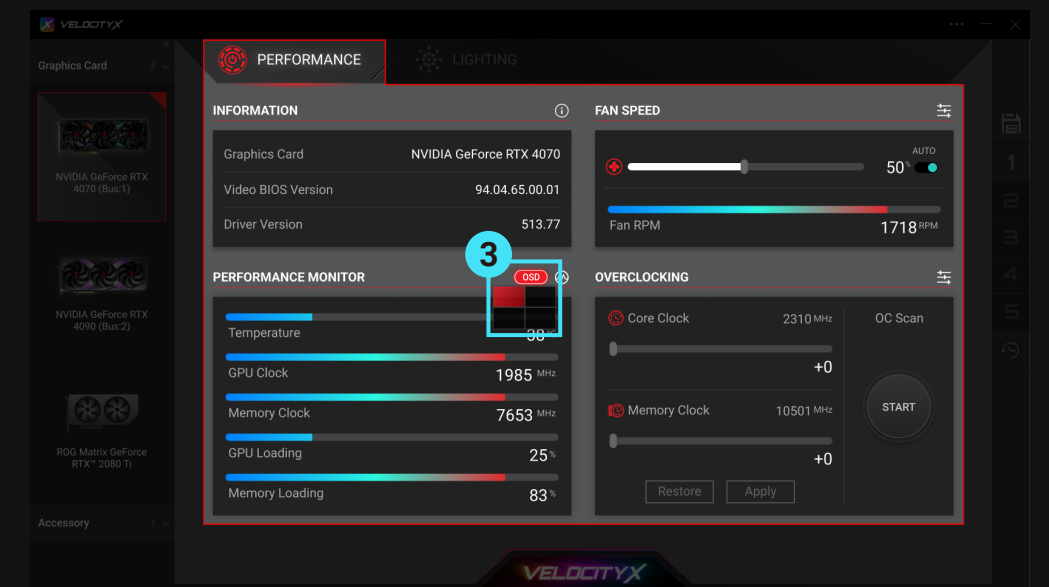 VELOCITYX
Graphics Card 3
PERFORMANCE
LIGHTING
NVIDIA GeForce RTX
4070 (Bus:1)
NVIDIA GeForce RTX
4090 (Bus:2)
ROG Matrix GeForce
RTX™ 2080 Ti
Accessory 1
INFORMATION
Graphics Card NVIDIA GeForce RTX 4070
Video BIOS Version 94.04.65.00.01
Driver Version 513.77
FAN SPEED
AUTO
50%
Fan RPM 1718 RPM
3
PERFORMANCE MONITOR OSD
Temperature 38 °C
GPU Clock 1985 MHz
Memory Clock 7653 MHz
GPU Loading 25%
Memory Loading 83%
OVERCLOCKING
Core Clock 2310 MHz
+0
Memory Clock 10501 MHz
+0
Restore Apply
OC Scan
START
1
2
3
4
5
VELOCITYX